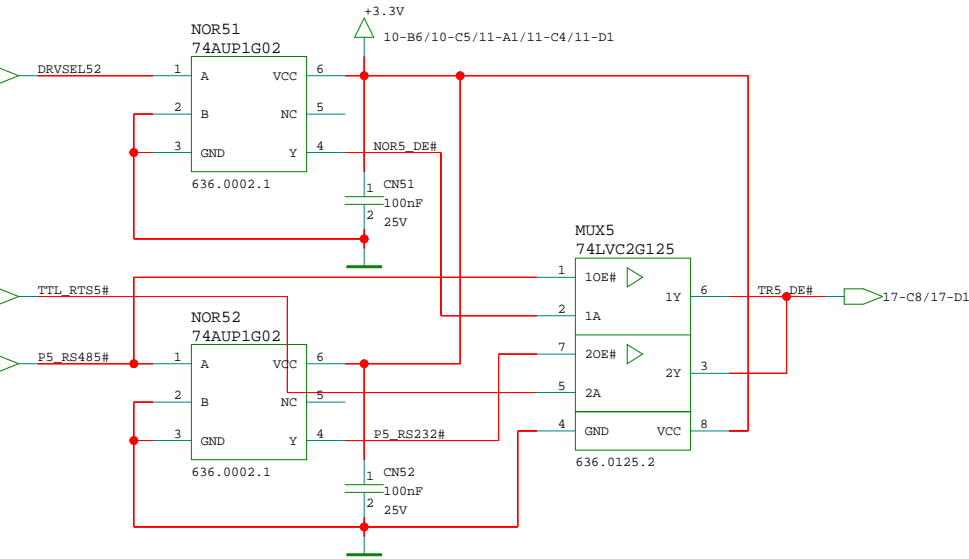 +3.3V
10-B6/10-C5/11-A1/11-C4/11-D1
NOR51
74AUP1G02
DRVSEL52
1 A VCC 6
2 B NC 5
3 GND Y 4
NOR5_DE#
636.0002.1
1 CN51
100nF
2 25V
MUX5
74LVC2G125
1 1OE#
TTL_RTS5#
1Y 6 TR5_DE# 17-C8/17-D1
2 1A
NOR52
74AUP1G02
P5_RS485#
1 A VCC 6
7 2OE#
2Y 3
5 2A
2 B NC 5
3 GND Y 4
P5_RS232#
4 GND VCC 8
636.0125.2
636.0002.1
1 CN52
100nF
2 25V